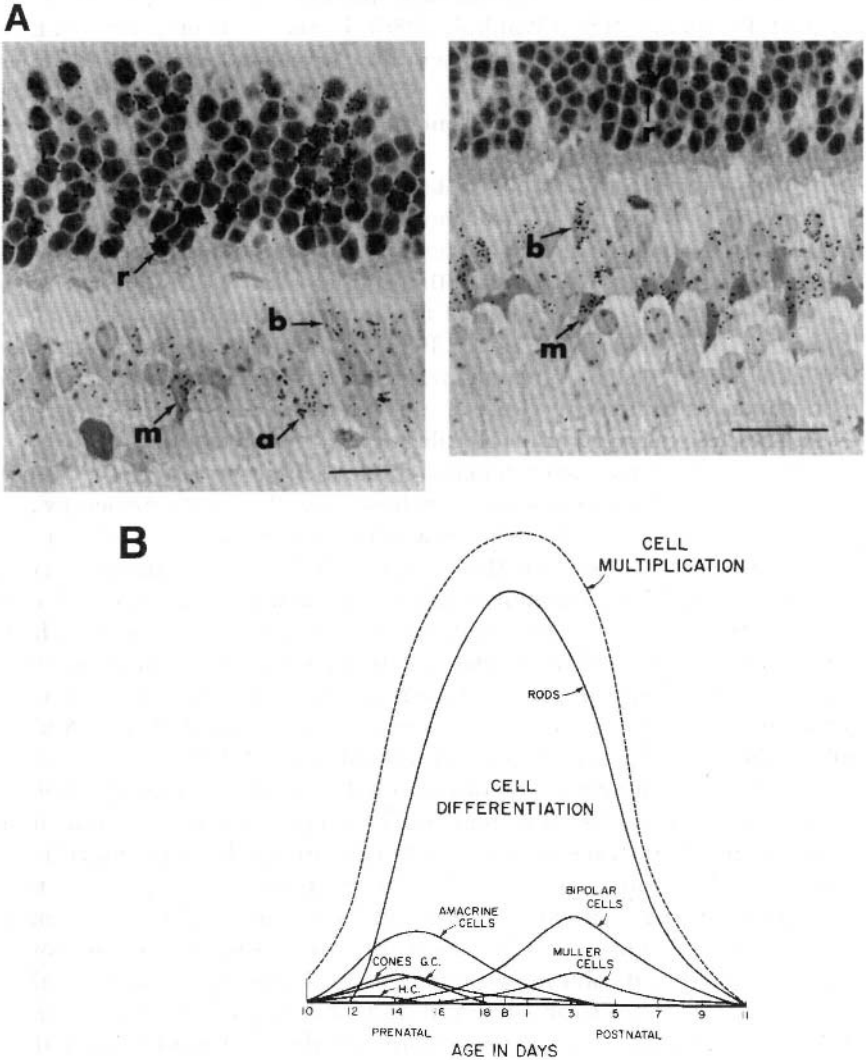 A
r
b
m
a
r
b
m
B
CELL
MULTIPLICATION
RODS
CELL
DIFFERENTIATION
AMACRINE
CELLS
BIPOLAR
CELLS
CONES G.C.
MULLER
CELLS
H.C.
10 12 14 16 18 B 1 3 5 7 9 11
PRENATAL POSTNATAL
AGE IN DAYS